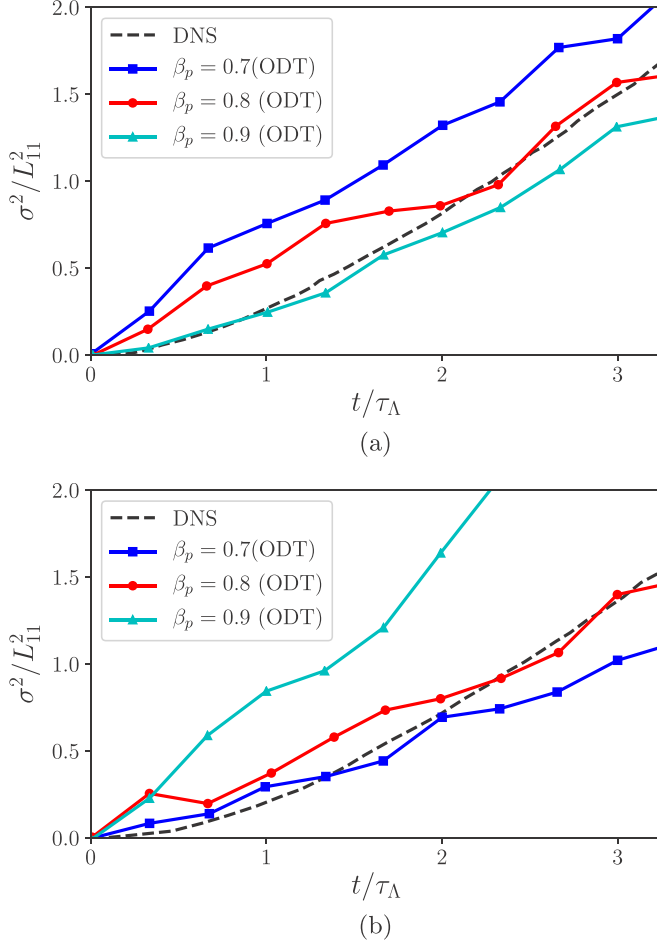 2.0
1.5
1.0
0.5
0.0
σ²/L²₁₁
DNS
βₚ = 0.7(ODT)
βₚ = 0.8 (ODT)
βₚ = 0.9 (ODT)
0 1 2 3
t/τ_Λ
(a)
2.0
1.5
1.0
0.5
0.0
σ²/L²₁₁
DNS
βₚ = 0.7(ODT)
βₚ = 0.8 (ODT)
βₚ = 0.9 (ODT)
0 1 2 3
t/τ_Λ
(b)